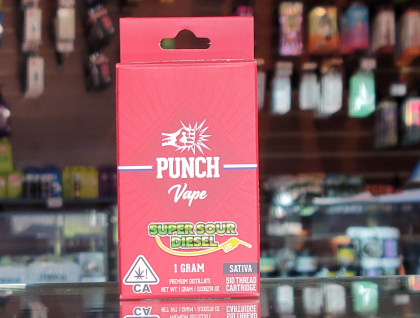 PUNCH
Vape
SUPER SOUR
DIESEL
1 GRAM
SATIVA
PREMIUM DISTILLATE
510 THREAD
CARTRIDGE
CA